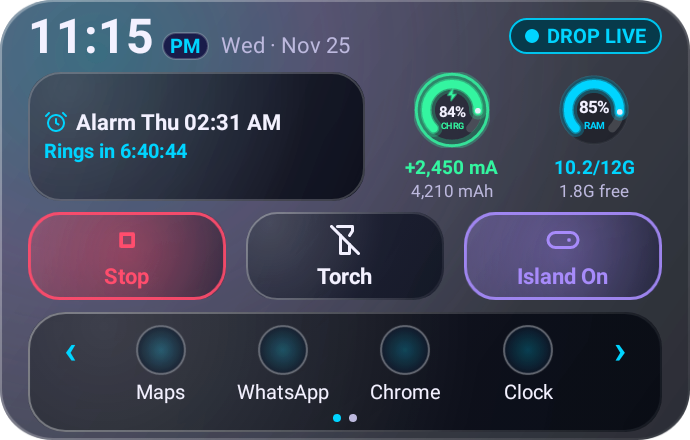 11:15 PM Wed · Nov 25
DROP LIVE
Alarm Thu 02:31 AM
Rings in 6:40:44
84%
CHRG
+2,450 mA
4,210 mAh
85%
RAM
10.2/12G
1.8G free
Stop
Torch
Island On
Maps
WhatsApp
Chrome
Clock